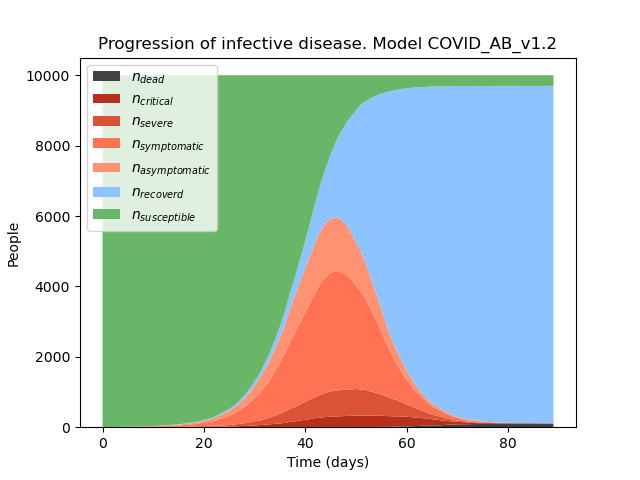 Progression of infective disease. Model COVID_AB_v1.2
10000
8000
6000
4000
2000
0
People
n_dead
n_critical
n_severe
n_symptomatic
n_asymptomatic
n_recoverd
n_susceptible
0 20 40 60 80
Time (days)